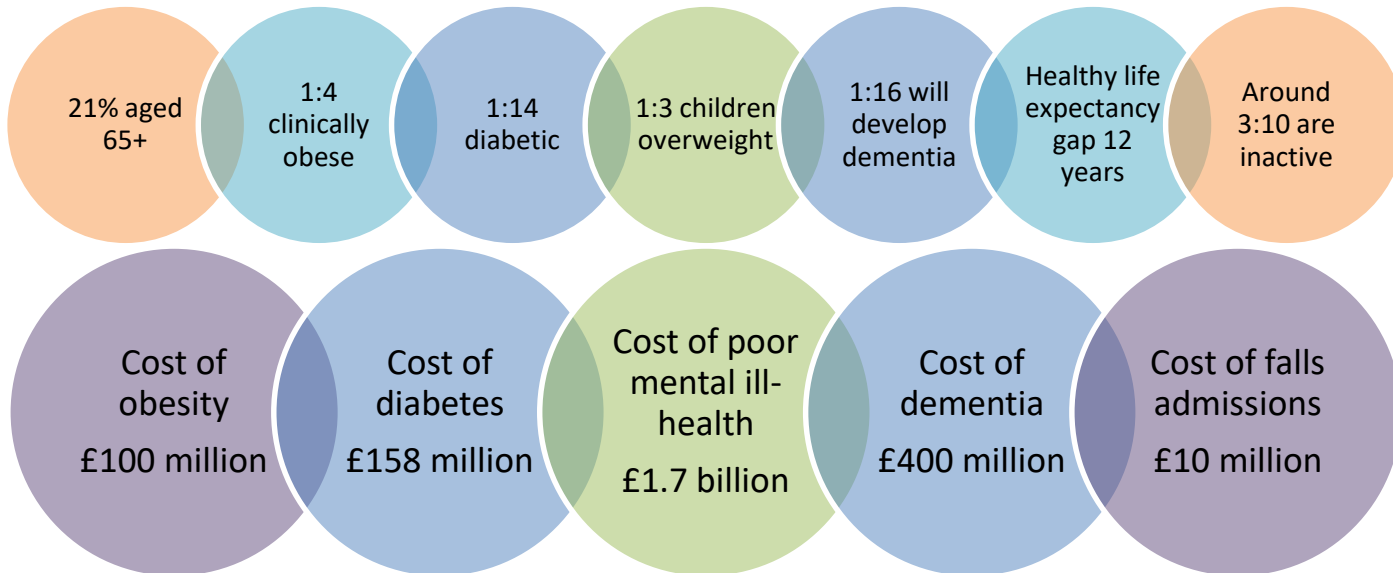 21% aged
65+
1:4
clinically
obese
1:14
diabetic
1:3 children
overweight
1:16 will
develop
dementia
Healthy life
expectancy
gap 12
years
Around
3:10 are
inactive
Cost of
obesity
£100 million
Cost of
diabetes
£158 million
Cost of poor
mental ill-
health
£1.7 billion
Cost of
dementia
£400 million
Cost of falls
admissions
£10 million